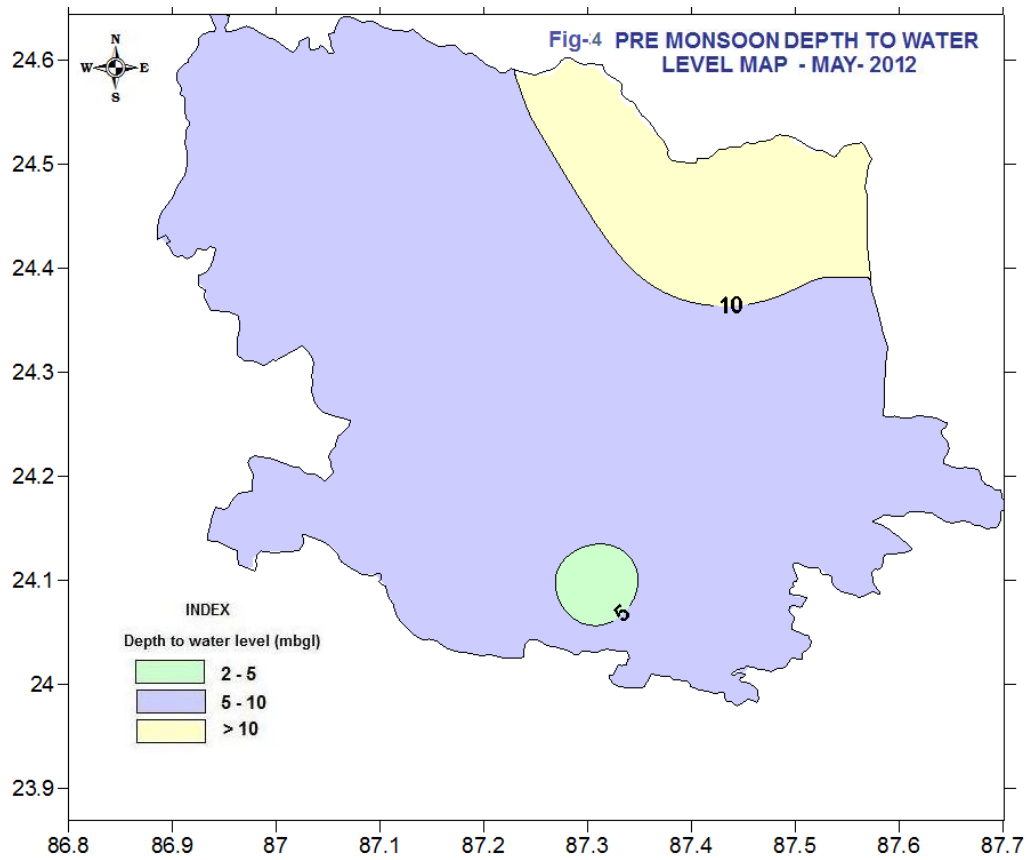 Fig-4 PRE MONSOON DEPTH TO WATER
LEVEL MAP - MAY- 2012
N
W E
S
24.6
24.5
24.4
24.3
24.2
24.1
24
23.9
10
5
INDEX
Depth to water level (mbgl)
2 - 5
5 - 10
> 10
86.8 86.9 87 87.1 87.2 87.3 87.4 87.5 87.6 87.7